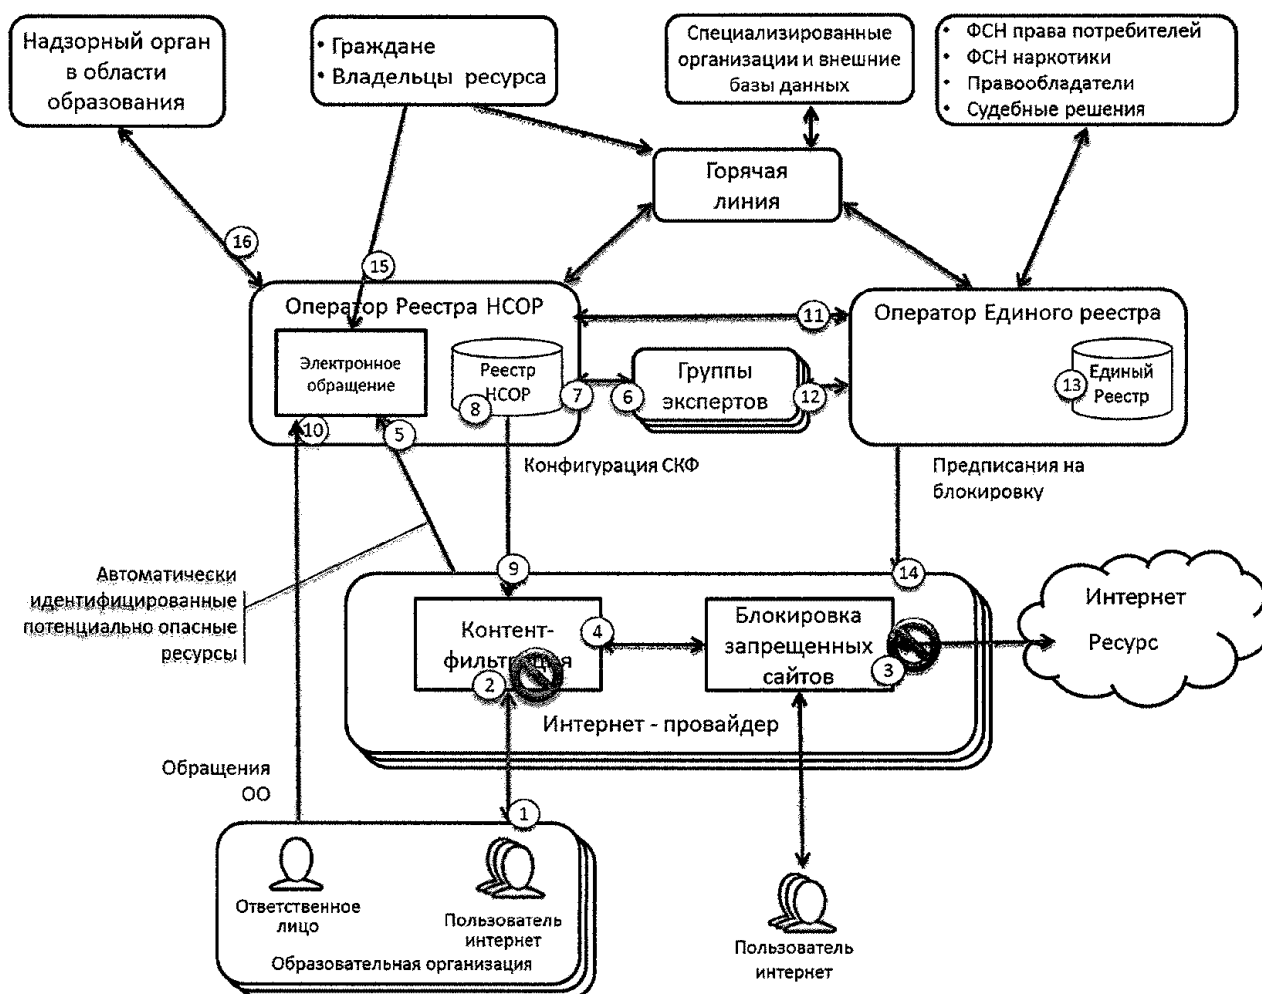 Надзорный орган
в области
образования
• Граждане
• Владельцы ресурса
Специализированные
организации и внешние
базы данных
• ФСН права потребителей
• ФСН наркотики
• Правообладатели
• Судебные решения
Горячая
линия
16
15
Оператор Реестра НСОР
11
Оператор Единого реестра
Электронное
обращение
Реестр
НСОР
8
7
6
Группы
экспертов
12
13
Единый
Реестр
10
5
Конфигурация СКФ
Предписания на
блокировку
Автоматически
идентифицированные
потенциально опасные
ресурсы
9
14
Контент-
фильтрация
4
2
Блокировка
запрещенных
сайтов
3
Интернет
Ресурс
Интернет - провайдер
Обращения
ОО
1
Ответственное
лицо
Пользователь
интернет
Образовательная организация
Пользователь
интернет